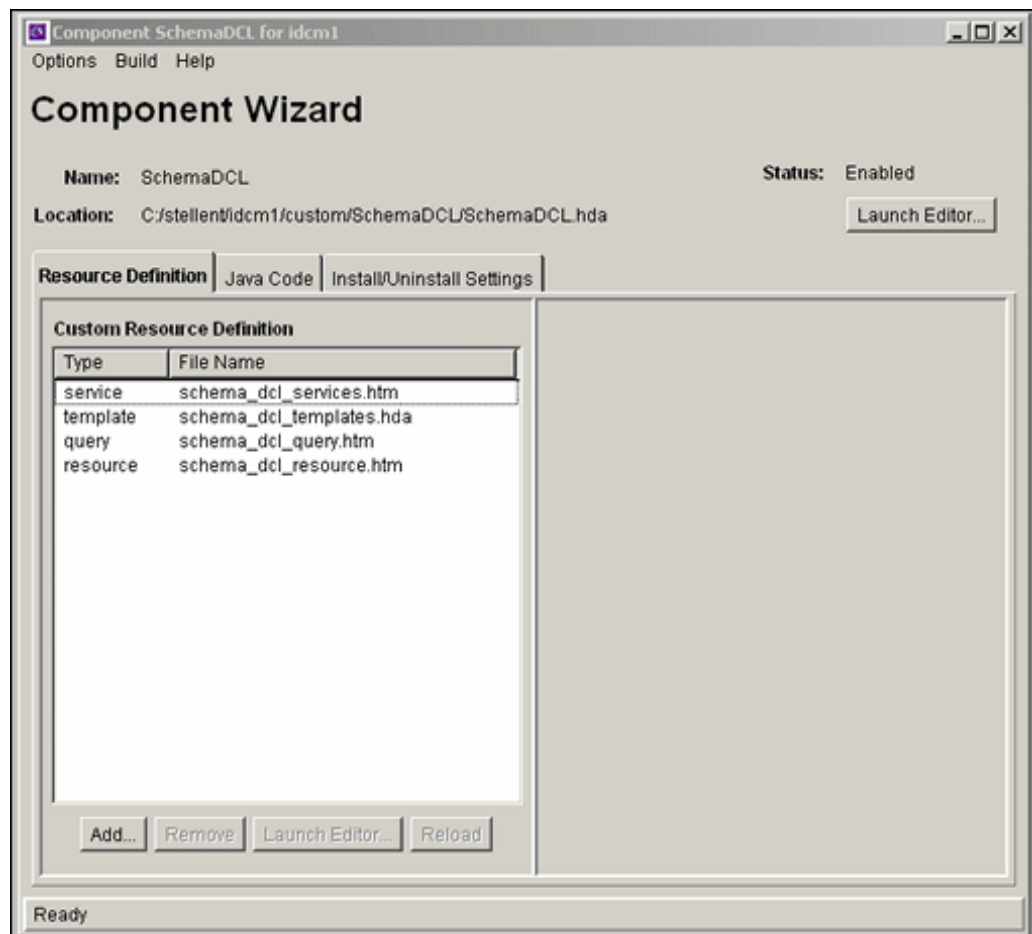 Component SchemaDCL for idcm1
Options Build Help
Component Wizard
Name: SchemaDCL
Status: Enabled
Location: C:/stellent/idcm1/custom/SchemaDCL/SchemaDCL.hda
Launch Editor...
Resource Definition Java Code Install/Uninstall Settings
Custom Resource Definition
Type File Name
service schema_dcl_services.htm
template schema_dcl_templates.hda
query schema_dcl_query.htm
resource schema_dcl_resource.htm
Add... Remove Launch Editor... Reload
Ready